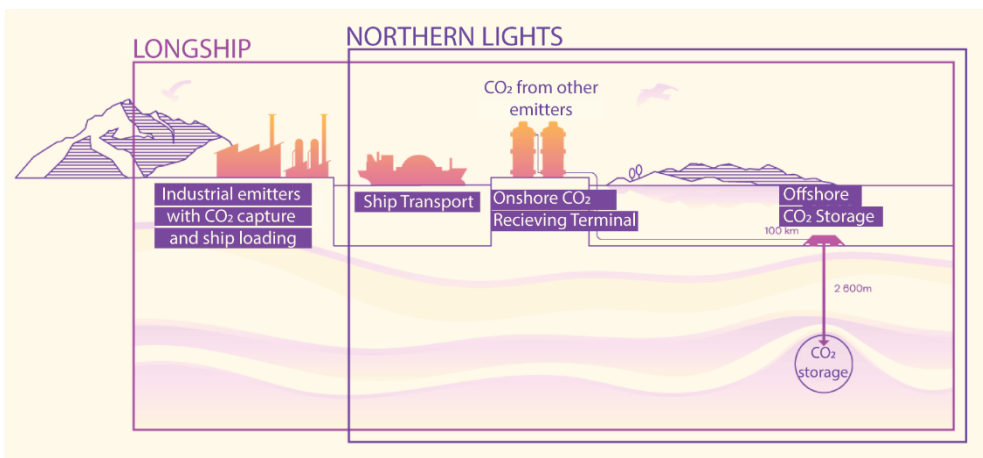 LONGSHIP
NORTHERN LIGHTS
CO₂ from other
emitters
Industrial emitters
with CO₂ capture
and ship loading
Ship Transport
Onshore CO₂
Recieving Terminal
Offshore
CO₂ Storage
100 km
2 600m
CO₂
storage